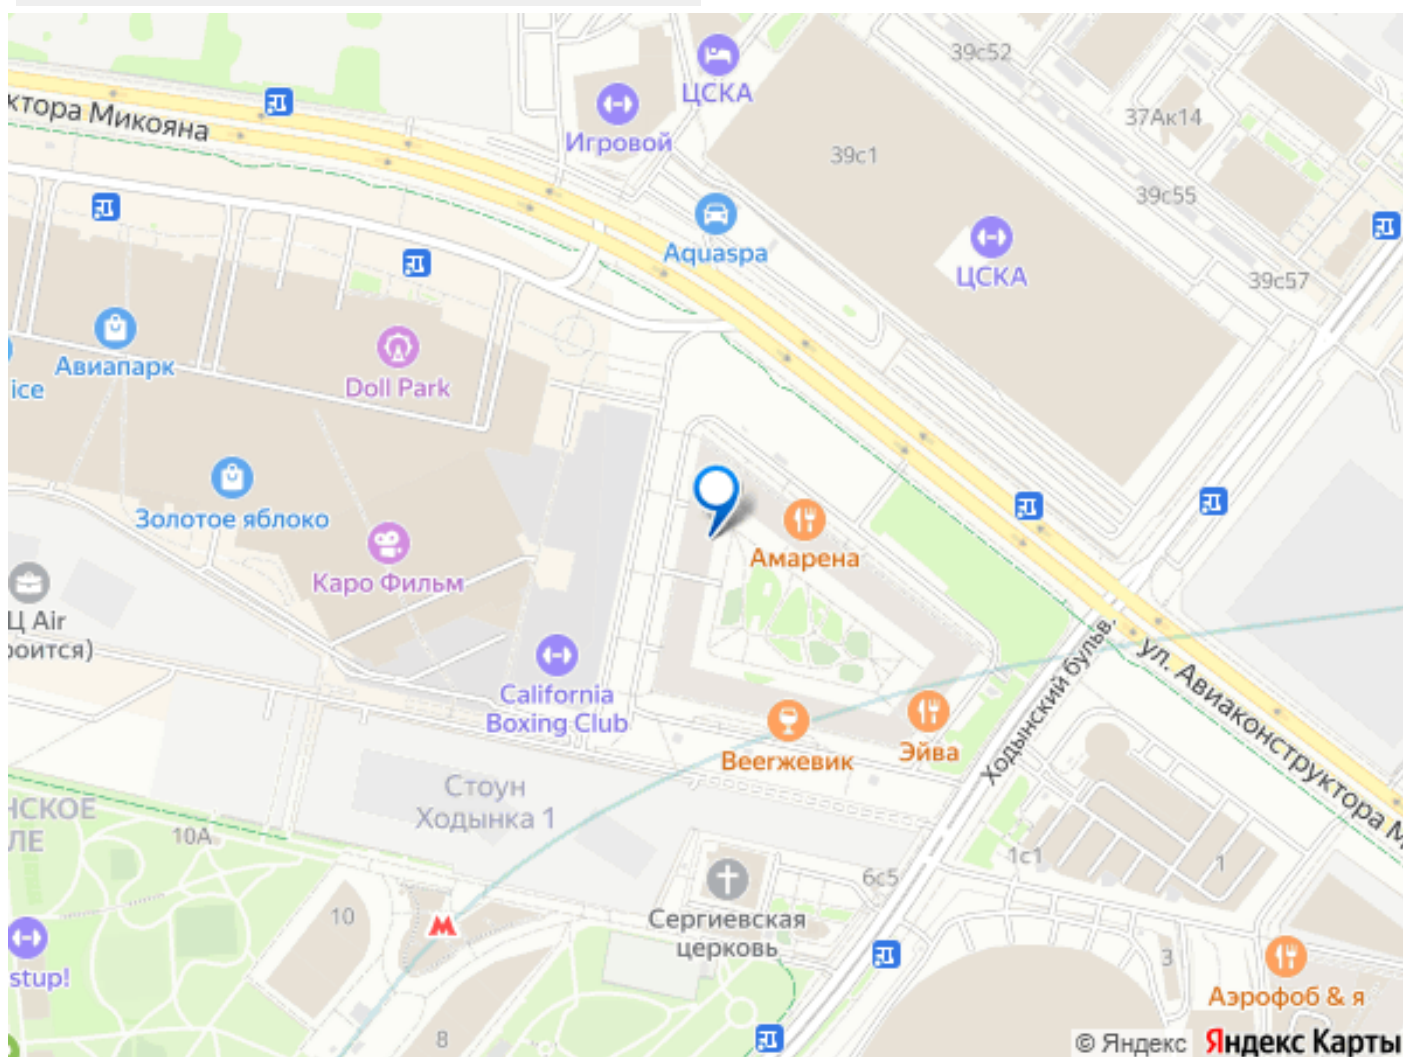 39с52
ЦСКА
37Ак14
ктора Микояна
Игровой
39с1
39с55
Aquaspa
ЦСКА
39с57
Авиапарк
ice
Doll Park
Золотое яблоко
Амарена
Каро Фильм
Ц Air
роится)
ул. Авиаконструктора М
Ходынский бульв.
California
Boxing Club
Beerжевик
Эйва
Стоун
Ходынка 1
НСКОЕ
ЛЕ
10А
1с1
1
6с5
10
Сергиевская
церковь
3
stup!
Аэрофоб & я
8
© Яндекс Яндекс Карты